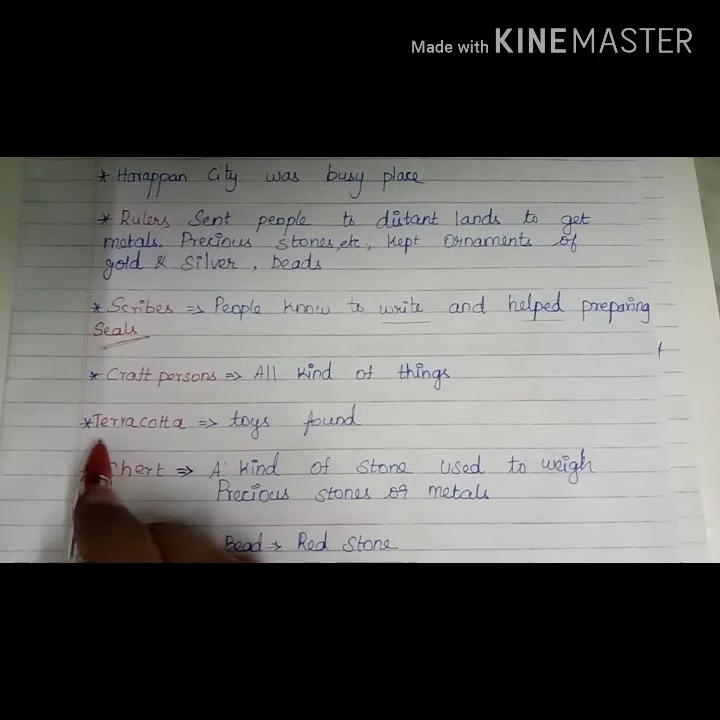 Made with KINEMASTER
* Harappan City was busy place
* Rulers Sent people to distant lands to get
metals, Precious stones, etc, kept Ornaments of
gold & Silver, beads
* Scribes => People know to write and helped preparing
Seals
* Craft persons => All kind of things
* Terracotta => toys found
Chert => A kind of stone used to weigh
Precious stones or metals
Bead → Red Stone